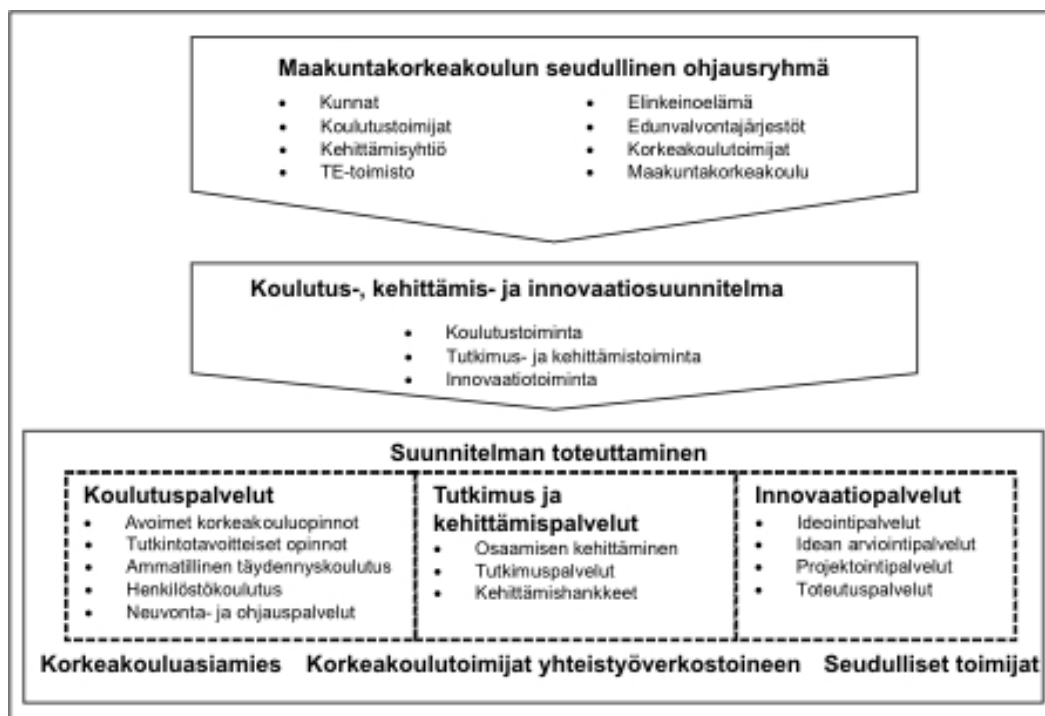 Maakuntakorkeakoulun seudullinen ohjausryhmä
• Kunnat
• Koulutustoimijat
• Kehittämisyhtiö
• TE-toimisto
• Elinkeinoelämä
• Edunvalvontajärjestöt
• Korkeakoulutoimijat
• Maakuntakorkeakoulu
Koulutus-, kehittämis- ja innovaatiosuunnitelma
• Koulutustoiminta
• Tutkimus- ja kehittämistoiminta
• Innovaatiotoiminta
Suunnitelman toteuttaminen
Koulutuspalvelut
• Avoimet korkeakouluopinnot
• Tutkintotavoitteiset opinnot
• Ammatillinen täydennyskoulutus
• Henkilöstökoulutus
• Neuvonta- ja ohjauspalvelut
Tutkimus ja
kehittämispalvelut
• Osaamisen kehittäminen
• Tutkimuspalvelut
• Kehittämishankkeet
Innovaatiopalvelut
• Ideointipalvelut
• Idean arviointipalvelut
• Projektointipalvelut
• Toteutuspalvelut
Korkeakouluasiamies Korkeakoulutoimijat yhteistyöverkostoineen Seudulliset toimijat